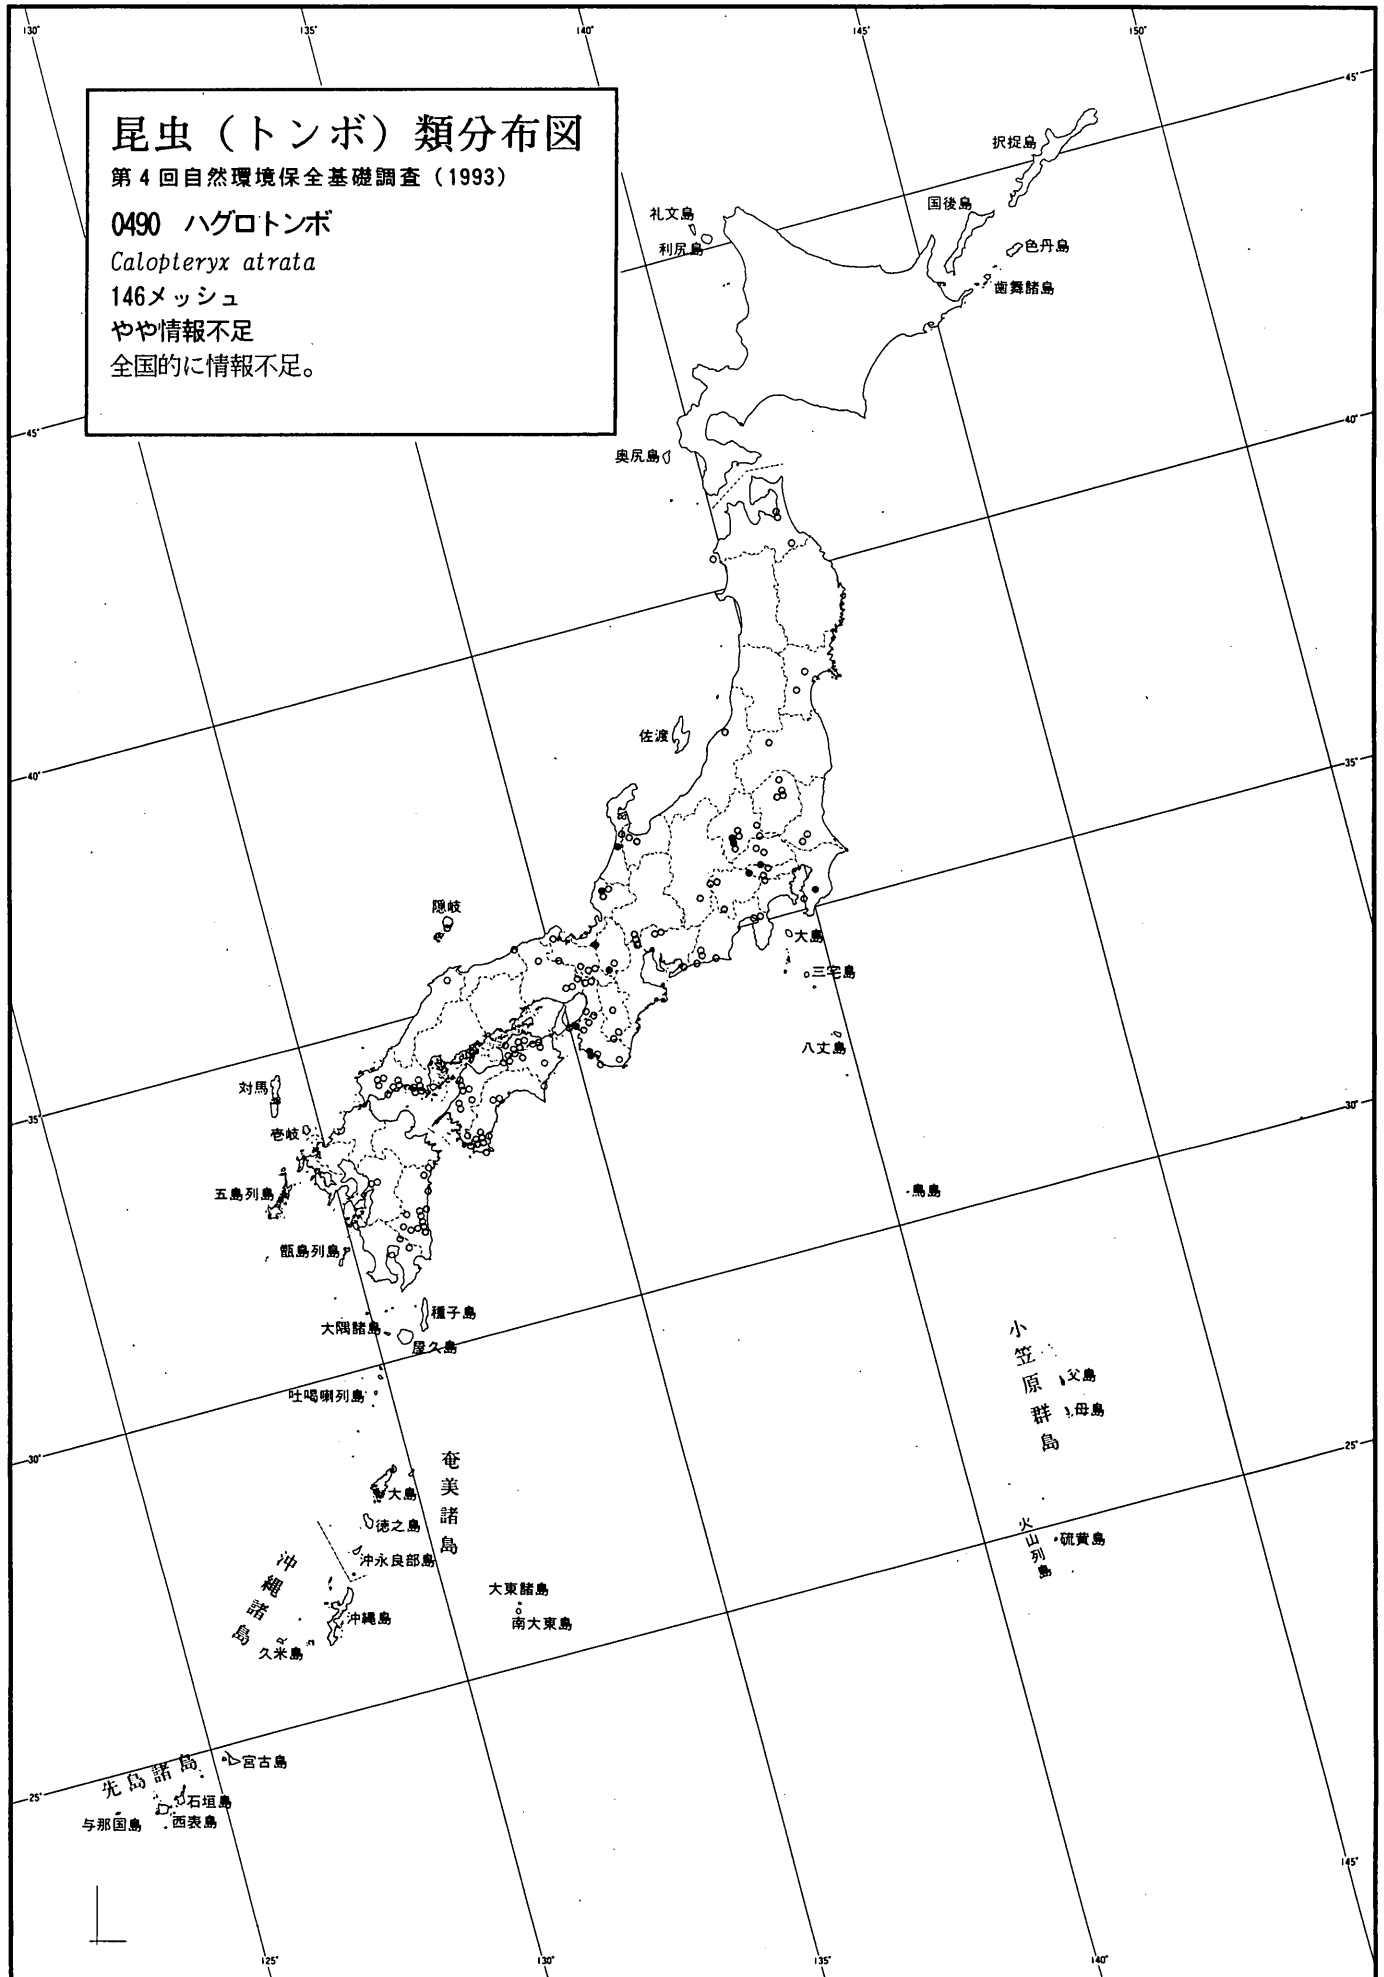 130°
135°
140°
145°
150°
昆虫（トンボ）類分布図
第４回自然環境保全基礎調査（1993）
0490 ハグロトンボ
Calopteryx atrata
146メッシュ
やや情報不足
全国的に情報不足。
45°
択捉島
国後島
色丹島
歯舞諸島
礼文島
利尻島
45°
40°
奥尻島
佐渡
40°
35°
隠岐
大島
三宅島
八丈島
対馬
壱岐
35°
30°
五島列島
鳥島
甑島列島
種子島
大隅諸島
屋久島
吐噶喇列島
小笠原群島
父島
母島
30°
25°
奄美諸島
大島
徳之島
沖永良部島
火山列島
硫黄島
沖縄諸島
沖縄島
久米島
大東諸島
南大東島
先島諸島
宮古島
石垣島
西表島
与那国島
25°
145°
125°
130°
135°
140°